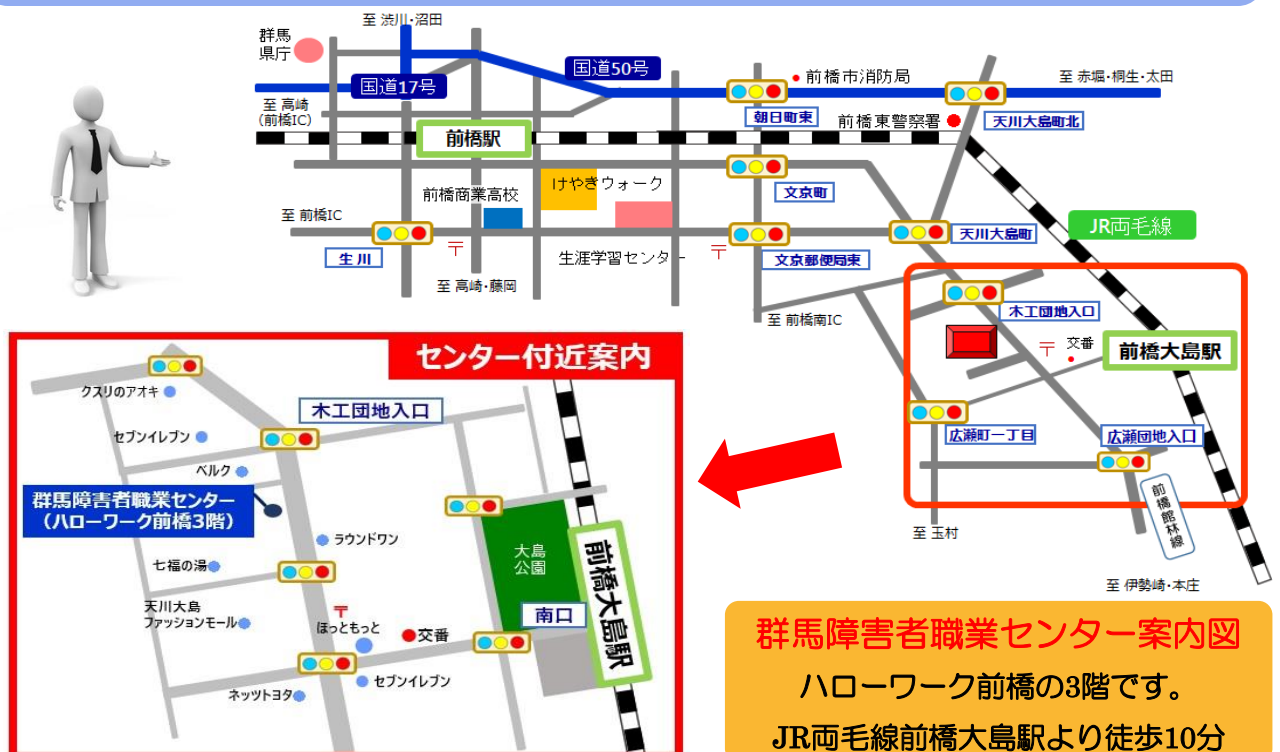 至 渋川・沼田
群馬
県庁
国道17号
国道50号
前橋市消防局
至 赤堀・桐生・太田
至 高崎
(前橋IC)
朝日町東
前橋東警察署
天川大島町北
前橋駅
前橋商業高校
けやきウォーク
文京町
至 前橋IC
生川
〒
生涯学習センター
〒
文京郵便局東
天川大島町
JR両毛線
至 高崎・藤岡
至 前橋南IC
木工団地入口
〒
交番
前橋大島駅
広瀬町一丁目
広瀬団地入口
前橋館林線
至 玉村
至 伊勢崎・本庄
センター付近案内
クスリのアオキ
木工団地入口
セブンイレブン
ベルク
群馬障害者職業センター
(ハローワーク前橋3階)
ラウンドワン
大島
公園
前橋大島駅
七福の湯
天川大島
ファッションモール
〒
ほっともっと
交番
南口
セブンイレブン
ネッツトヨタ
群馬障害者職業センター案内図
ハローワーク前橋の3階です。
JR両毛線前橋大島駅より徒歩10分